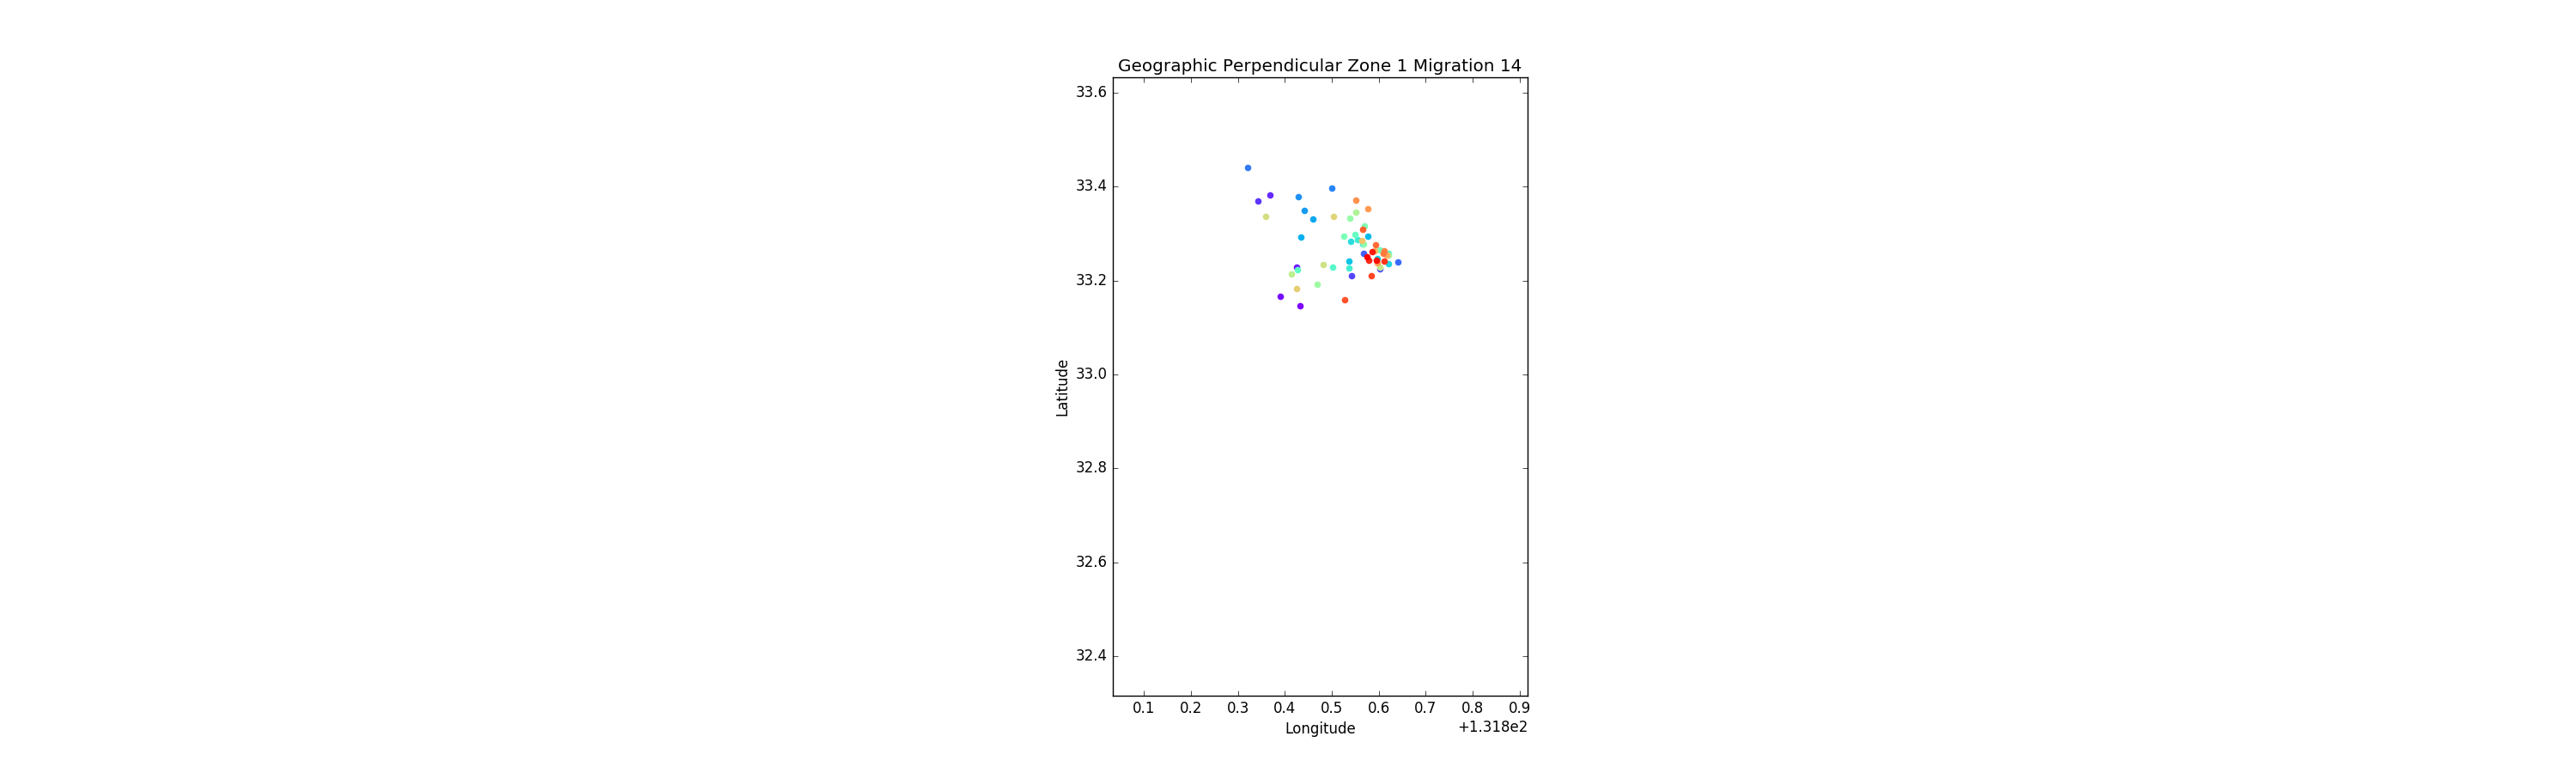 Geographic Perpendicular Zone 1 Migration 14
33.6
33.4
33.2
33.0
32.8
32.6
32.4
Latitude
0.1 0.2 0.3 0.4 0.5 0.6 0.7 0.8 0.9
+1.318e2
Longitude